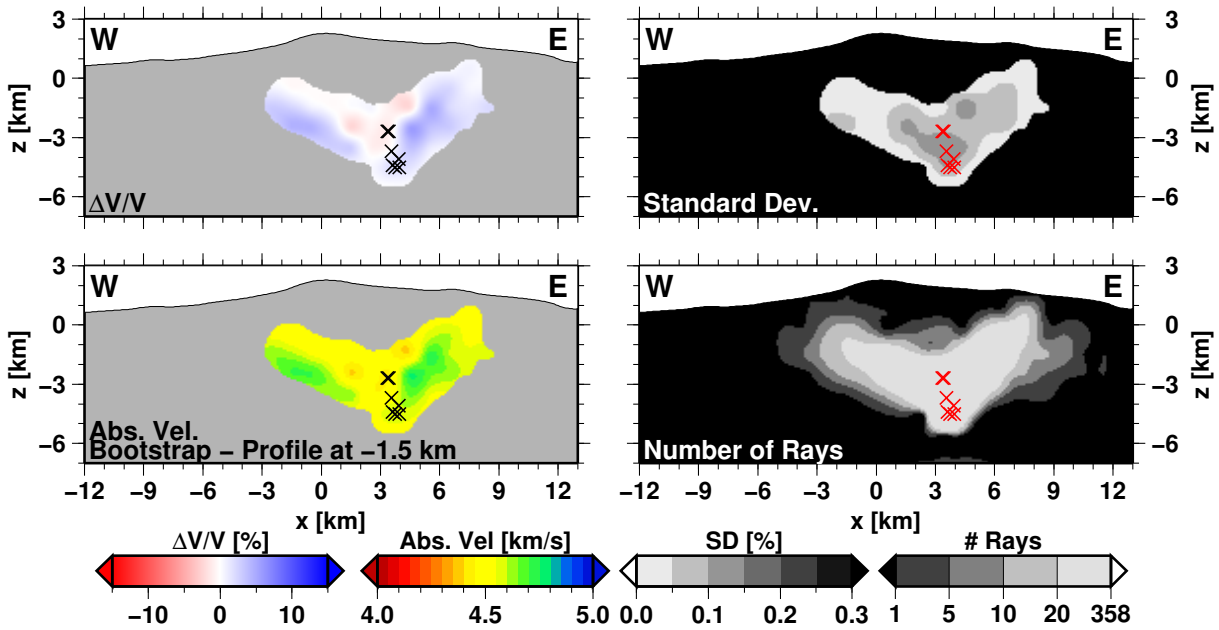 3
0
−3
−6
z [km]
W
E
ΔV/V
W
E
Standard Dev.
3
0
−3
−6
z [km]
3
0
−3
−6
z [km]
W
E
Abs. Vel.
Bootstrap − Profile at −1.5 km
−12 −9 −6 −3 0 3 6 9 12
x [km]
W
E
Number of Rays
3
0
−3
−6
z [km]
−12 −9 −6 −3 0 3 6 9 12
x [km]
ΔV/V [%]
−10 0 10
Abs. Vel [km/s]
4.0 4.5 5.0
SD [%]
0.0 0.1 0.2 0.3
# Rays
1 5 10 20 358